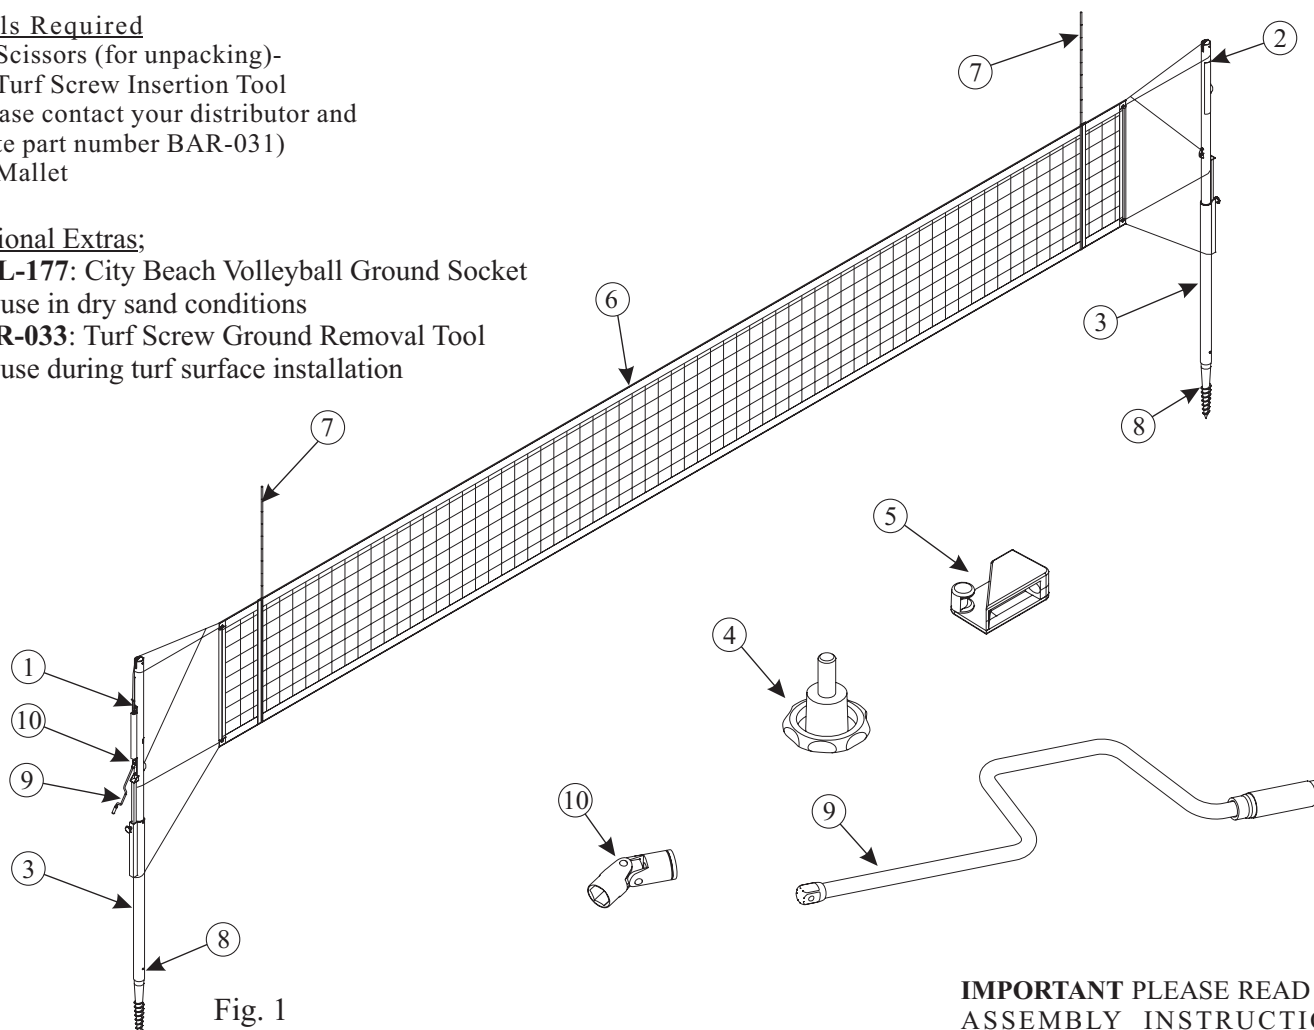 ls Required
Scissors (for unpacking)-
Turf Screw Insertion Tool
ase contact your distributor and
te part number BAR-031)
Mallet
ional Extras;
L-177: City Beach Volleyball Ground Socket
use in dry sand conditions
R-033: Turf Screw Ground Removal Tool
use during turf surface installation
7
2
6
3
8
7
5
4
1
10
9
10
9
3
8
Fig. 1
IMPORTANT PLEASE READ
ASSEMBLY INSTRUCTIO